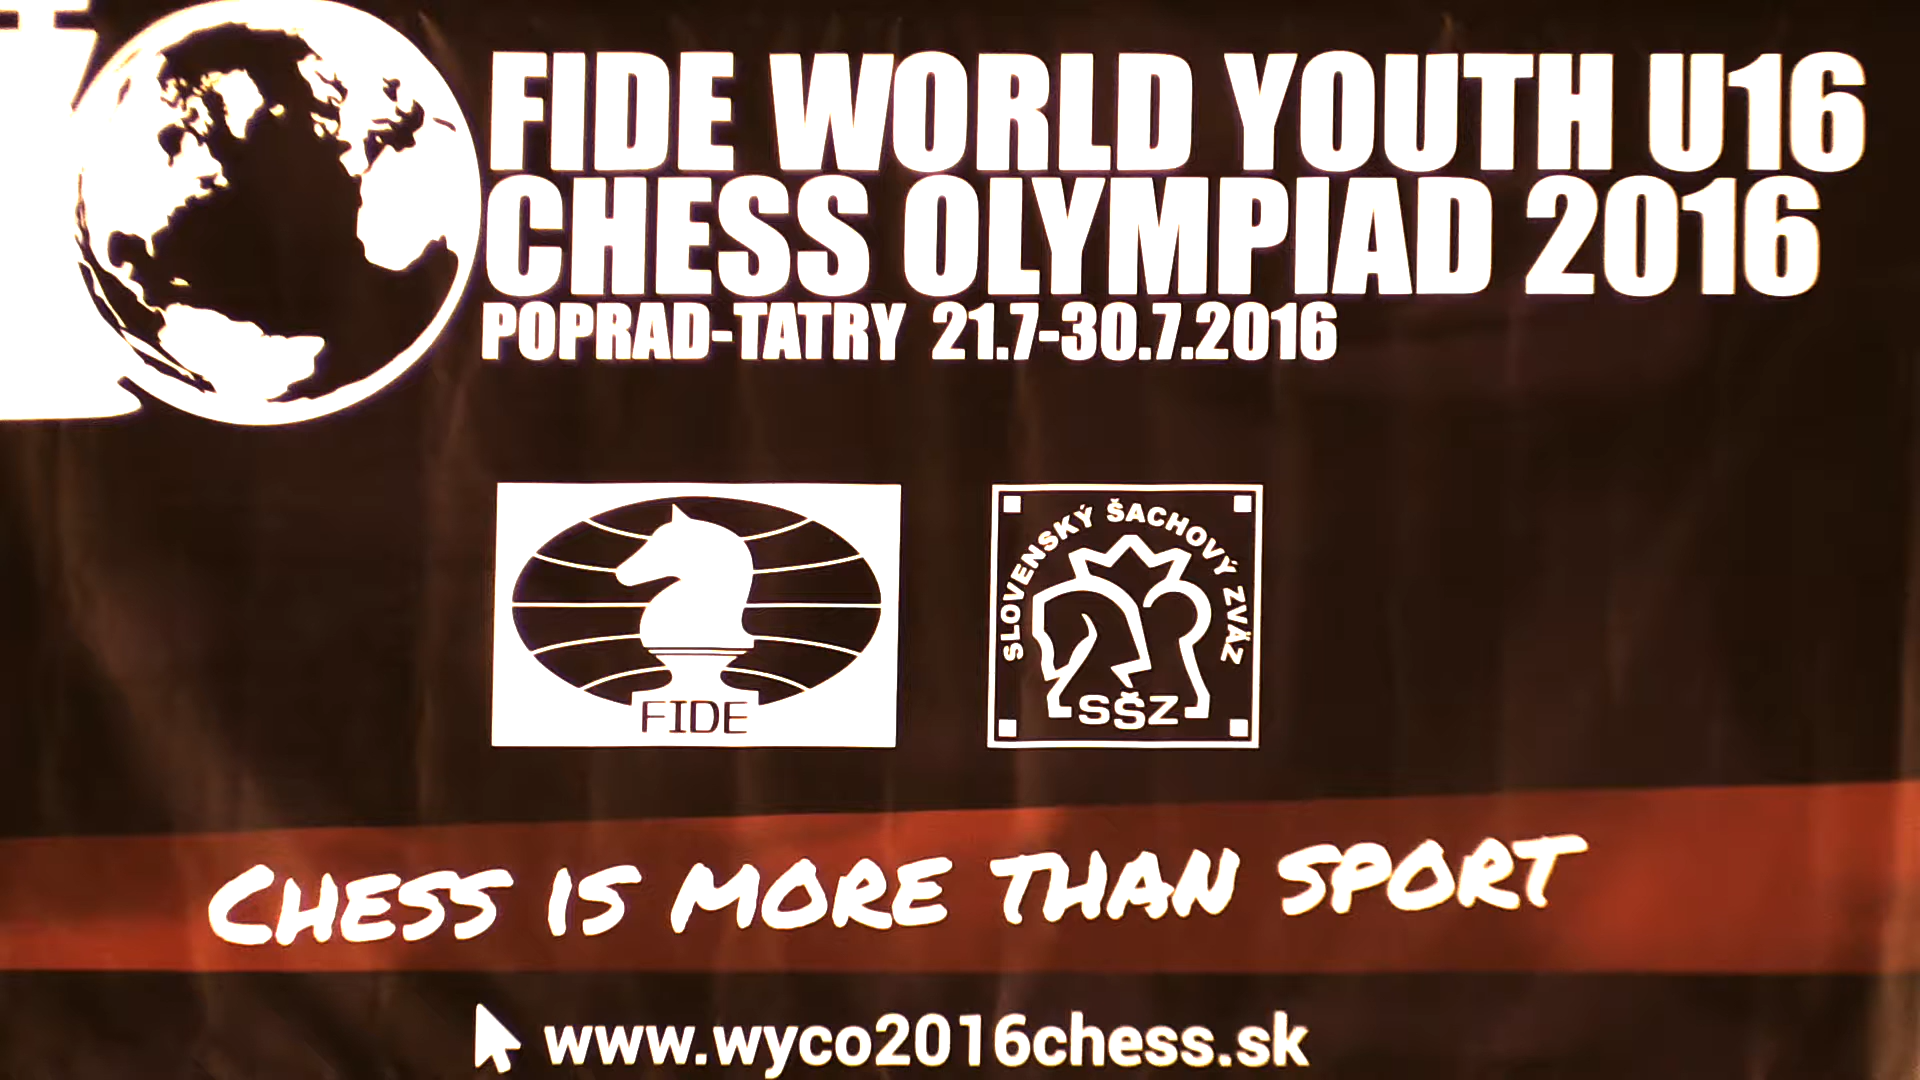 FIDE WORLD YOUTH U16
CHESS OLYMPIAD 2016
POPRAD-TATRY 21.7-30.7.2016
FIDE
SLOVENSKÝ ŠACHOVÝ ZVÄZ
SŠZ
CHESS IS MORE THAN SPORT
www.wyco2016chess.sk